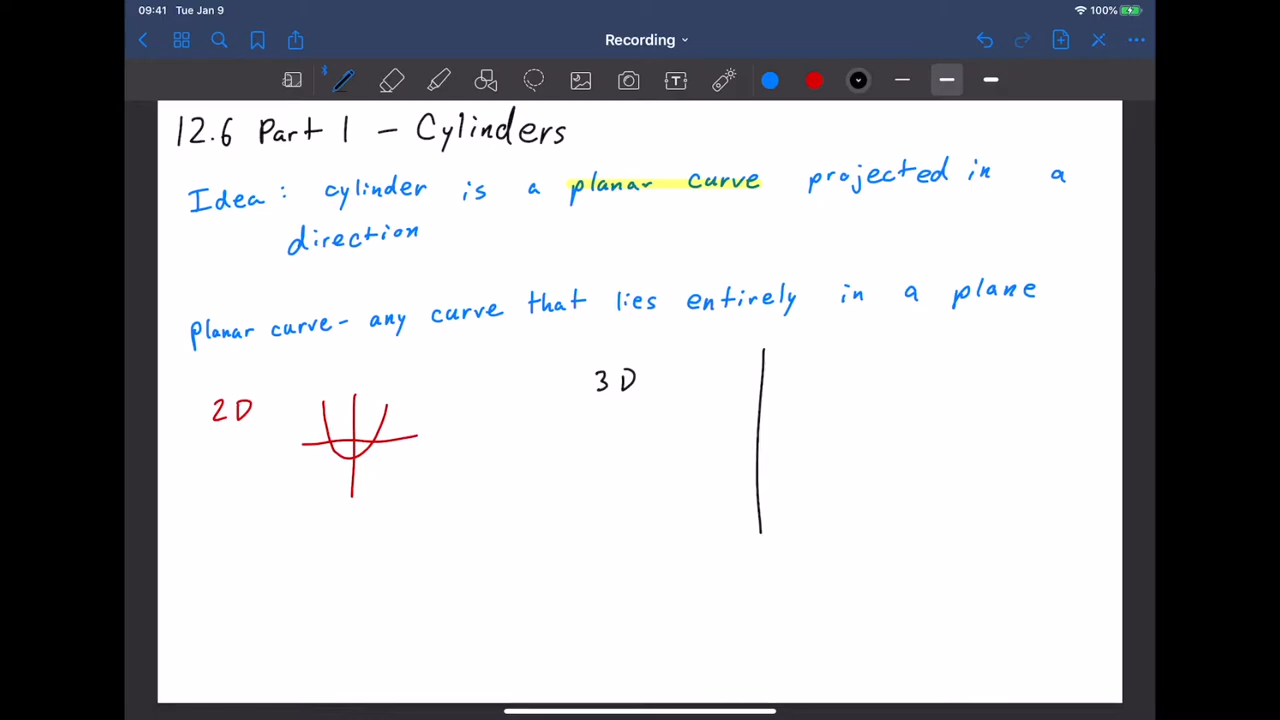 09:41 Tue Jan 9
100%
Recording
T
12.6 Part 1 - Cylinders
Idea : cylinder is a planar curve projected in a
direction
planar curve - any curve that lies entirely in a plane
3D
2D